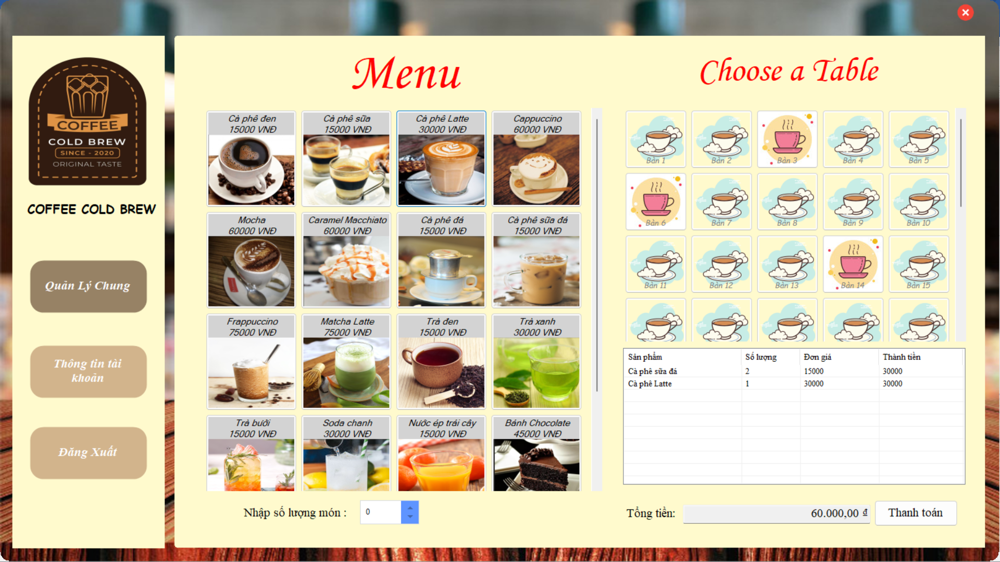 COFFEE
COLD BREW
SINCE - 2020
ORIGINAL TASTE
COFFEE COLD BREW
Quản Lý Chung
Thông tin tài
khoản
Đăng Xuất
Menu
Cà phê đen
15000 VNĐ
Cà phê sữa
15000 VNĐ
Cà phê Latte
30000 VNĐ
Cappuccino
60000 VNĐ
Mocha
60000 VNĐ
Caramel Macchiato
60000 VNĐ
Cà phê đá
15000 VNĐ
Cà phê sữa đá
15000 VNĐ
Frappuccino
75000 VNĐ
Matcha Latte
75000 VNĐ
Trà đen
15000 VNĐ
Trà xanh
30000 VNĐ
Trà bưởi
15000 VNĐ
Soda chanh
30000 VNĐ
Nước ép trái cây
15000 VNĐ
Bánh Chocolate
45000 VNĐ
Nhập số lượng món :
0
Choose a Table
Bàn 1
Bàn 2
Bàn 3
Bàn 4
Bàn 5
Bàn 6
Bàn 7
Bàn 8
Bàn 9
Bàn 10
Bàn 11
Bàn 12
Bàn 13
Bàn 14
Bàn 15
Sản phẩm Số lượng Đơn giá Thành tiền
Cà phê sữa đá 2 15000 30000
Cà phê Latte 1 30000 30000
Tổng tiền: 60.000,00 ₫
Thanh toán